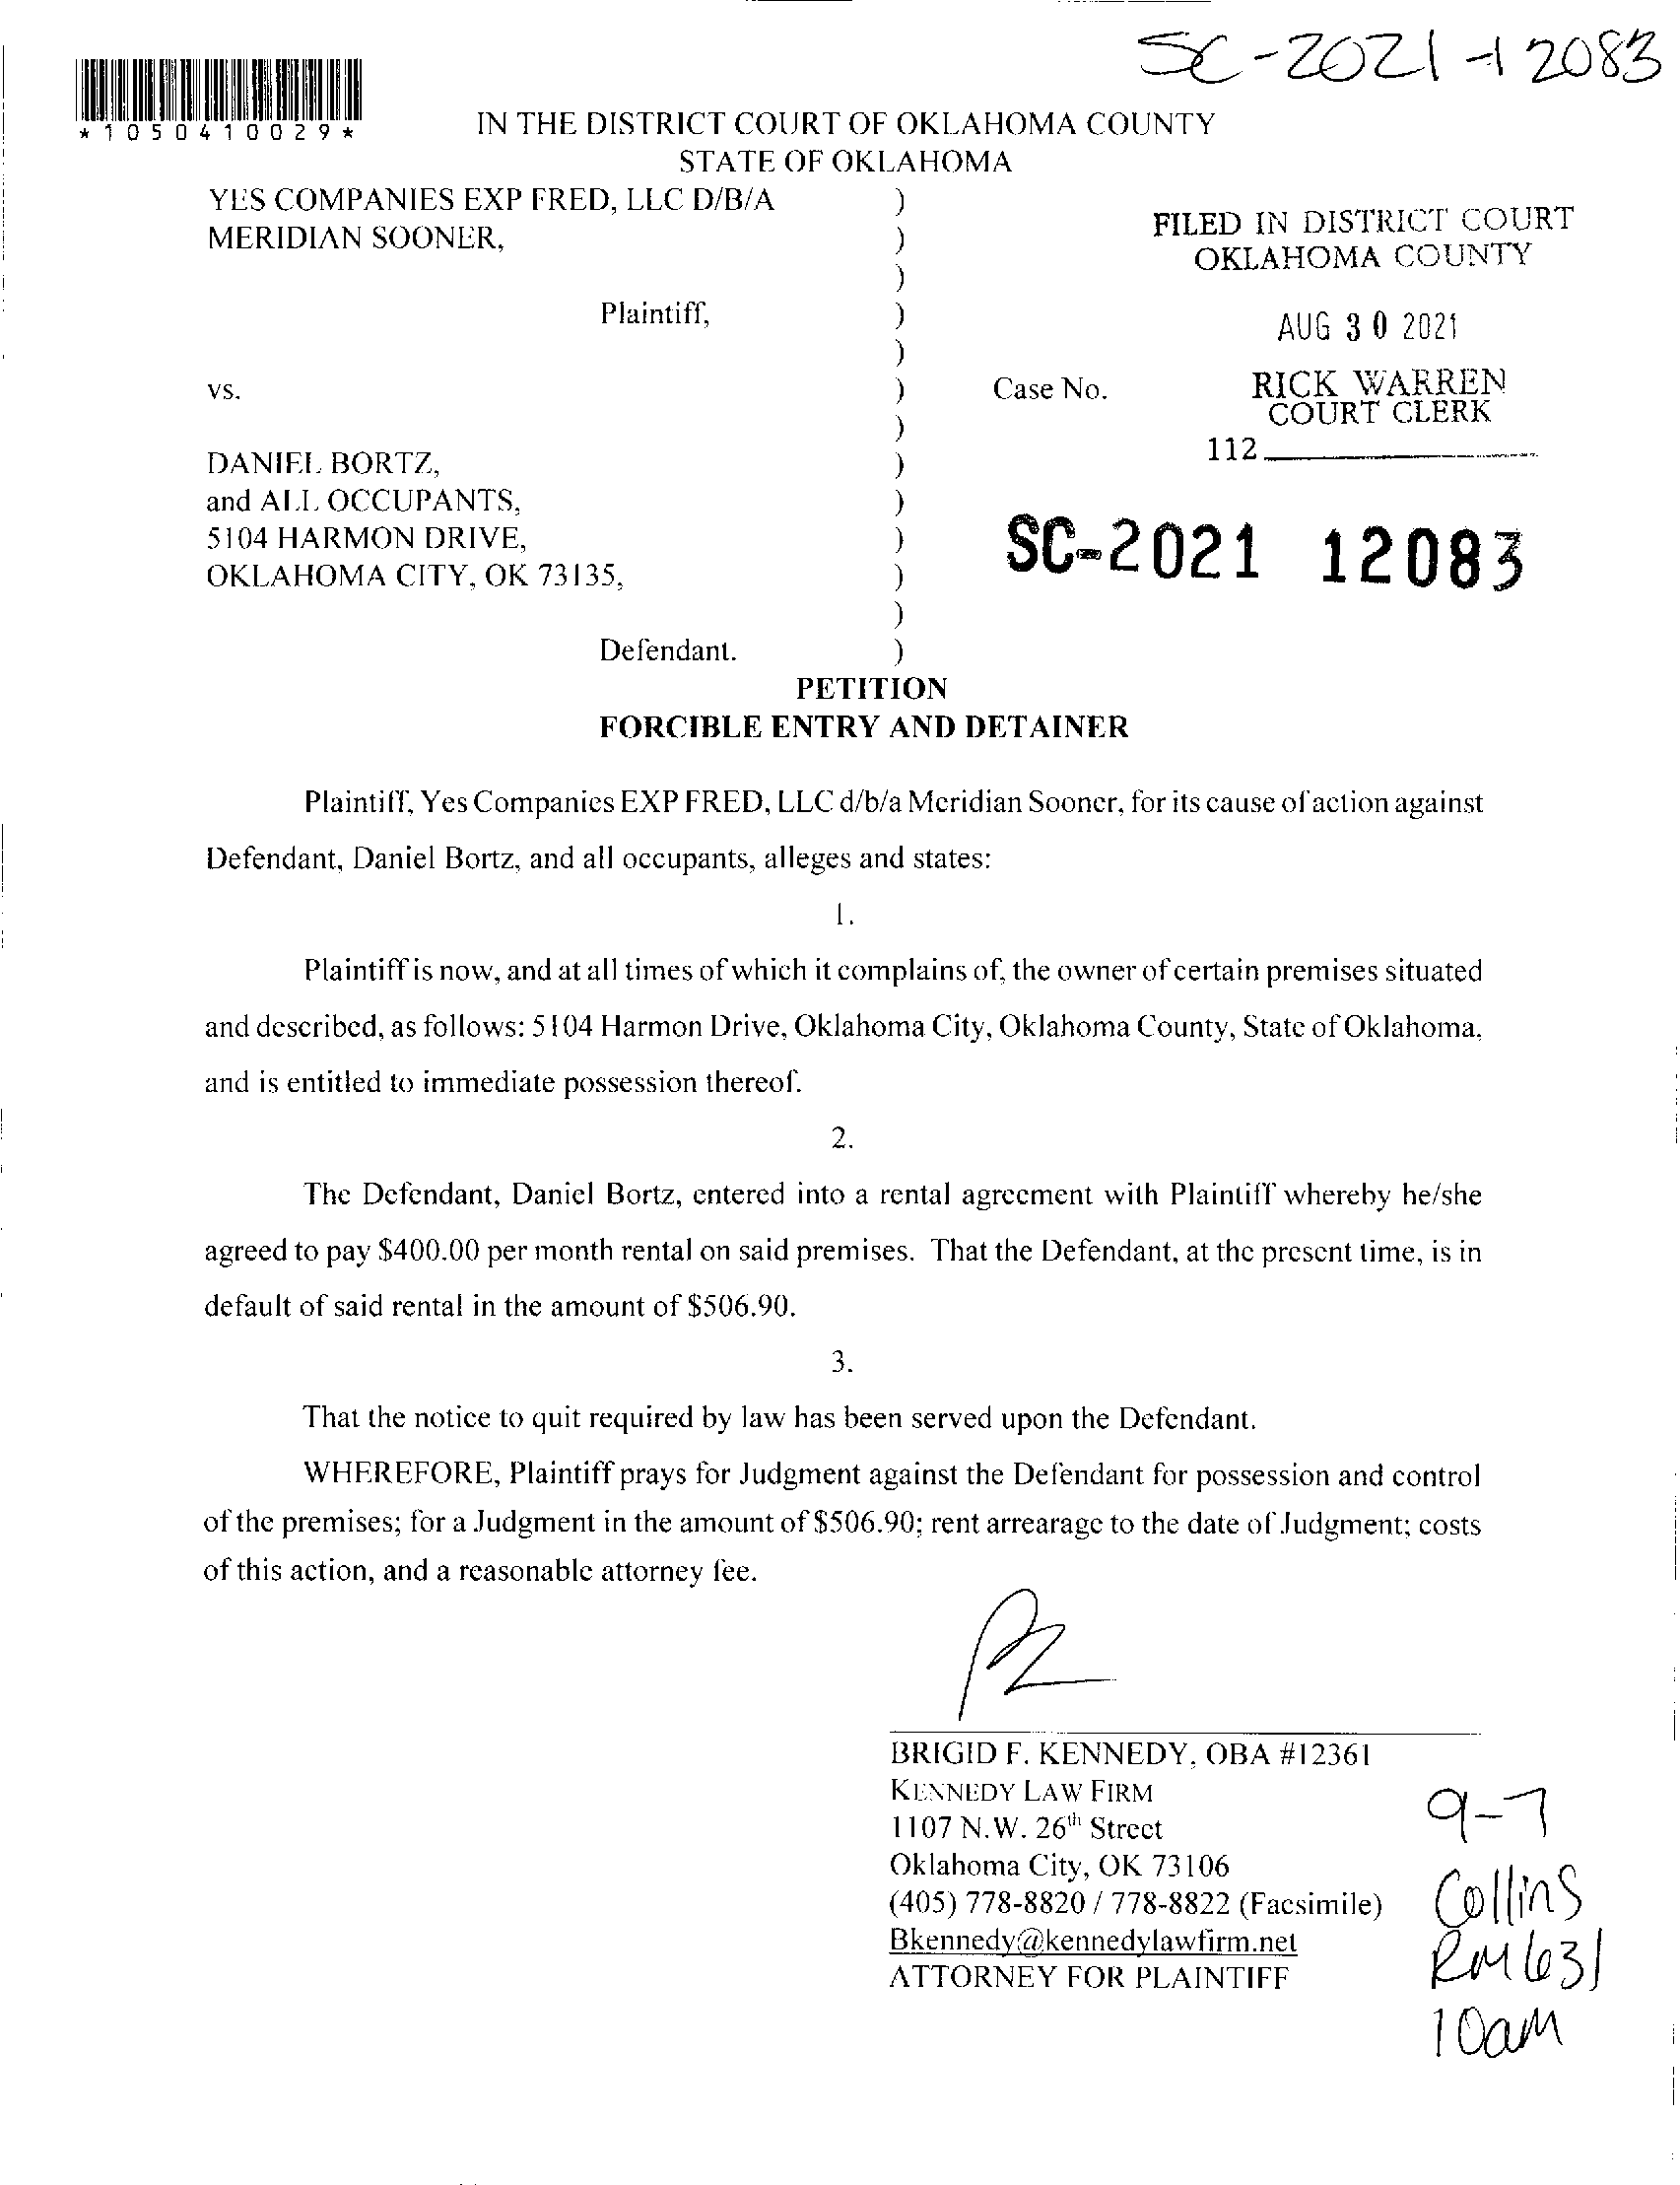 SC-2021-12083
*1050410029*
IN THE DISTRICT COURT OF OKLAHOMA COUNTY
STATE OF OKLAHOMA
YES COMPANIES EXP FRED, LLC D/B/A )
MERIDIAN SOONER, )
)
Plaintiff, )
)
vs. ) Case No.
)
DANIEL BORTZ, )
and ALL OCCUPANTS, )
5104 HARMON DRIVE, )
OKLAHOMA CITY, OK 73135, )
)
Defendant. )
FILED IN DISTRICT COURT
OKLAHOMA COUNTY
AUG 30 2021
RICK WARREN
COURT CLERK
112
SC-2021 12083
PETITION
FORCIBLE ENTRY AND DETAINER
Plaintiff, Yes Companies EXP FRED, LLC d/b/a Meridian Sooner, for its cause of action against
Defendant, Daniel Bortz, and all occupants, alleges and states:
1.
Plaintiff is now, and at all times of which it complains of, the owner of certain premises situated
and described, as follows: 5104 Harmon Drive, Oklahoma City, Oklahoma County, State of Oklahoma,
and is entitled to immediate possession thereof.
2.
The Defendant, Daniel Bortz, entered into a rental agreement with Plaintiff whereby he/she
agreed to pay $400.00 per month rental on said premises. That the Defendant, at the present time, is in
default of said rental in the amount of $506.90.
3.
That the notice to quit required by law has been served upon the Defendant.
WHEREFORE, Plaintiff prays for Judgment against the Defendant for possession and control
of the premises; for a Judgment in the amount of $506.90; rent arrearage to the date of Judgment; costs
of this action, and a reasonable attorney fee.
BRIGID F. KENNEDY, OBA #12361
KENNEDY LAW FIRM
1107 N.W. 26th Street
Oklahoma City, OK 73106
(405) 778-8820 / 778-8822 (Facsimile)
Bkennedy@kennedylawfirm.net
ATTORNEY FOR PLAINTIFF
9-7
Collins
RM 631
10am